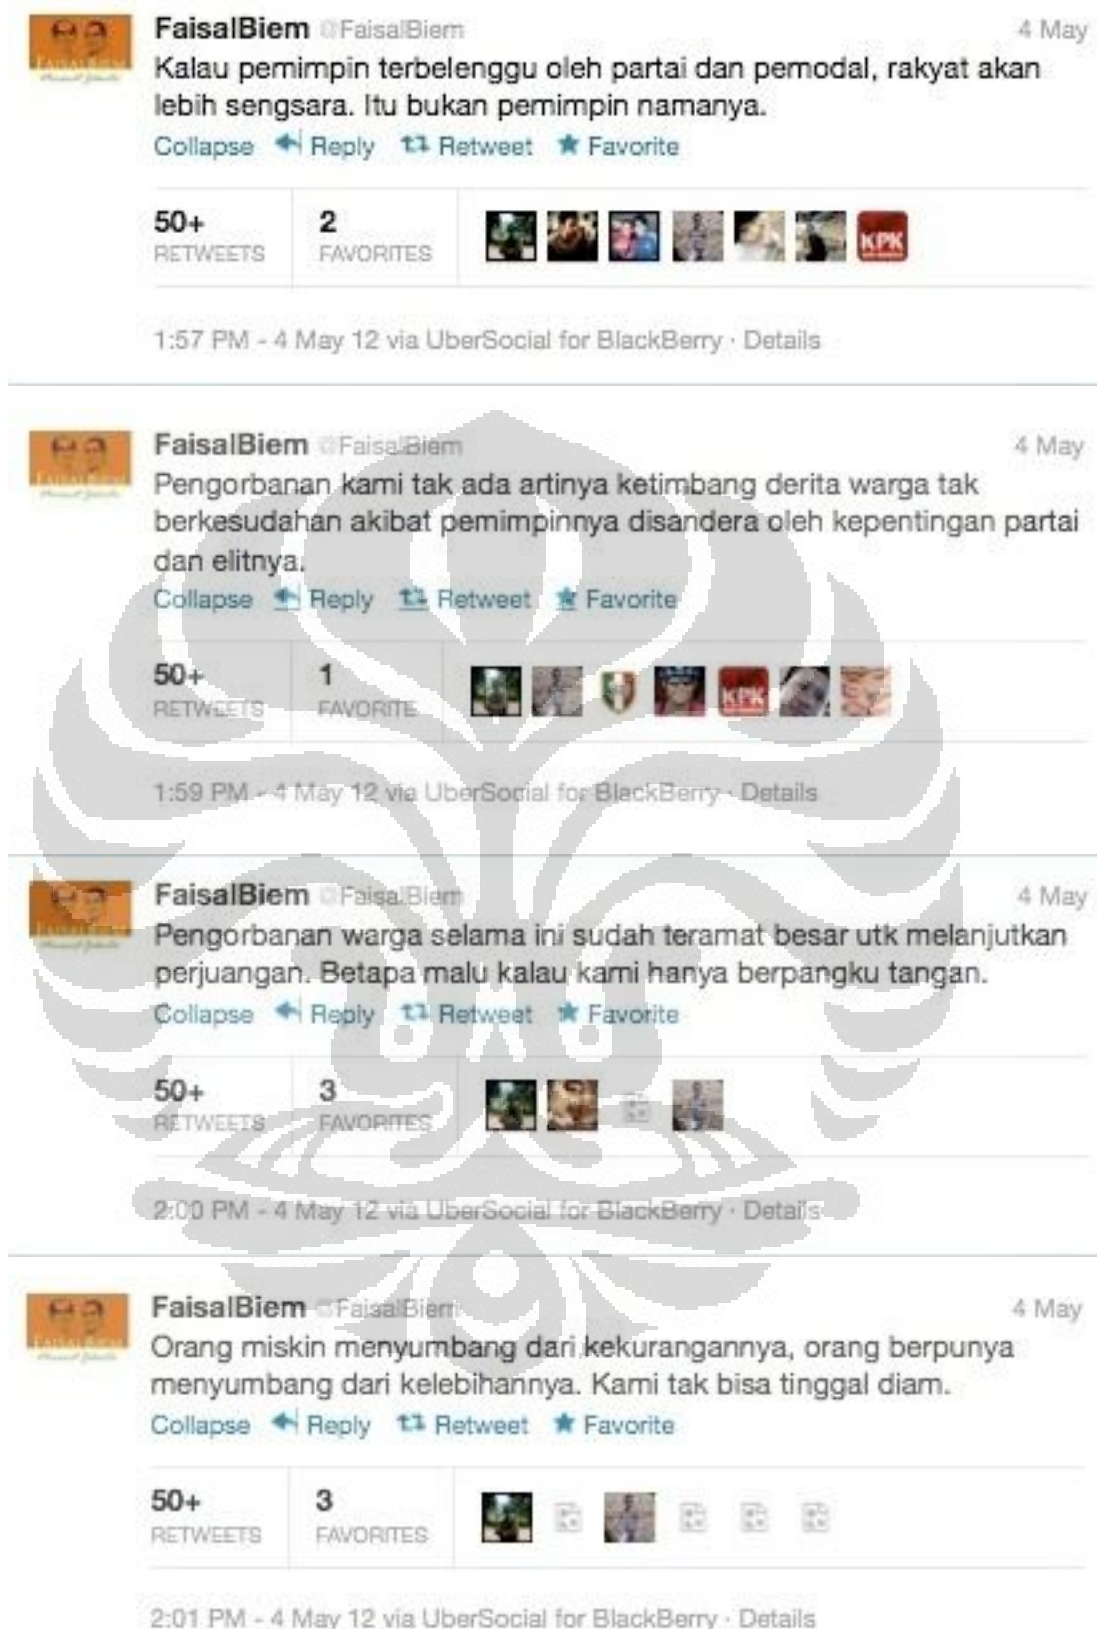 FaisalBiem @FaisalBiem 4 May
Kalau pemimpin terbelenggu oleh partai dan pemodal, rakyat akan
lebih sengsara. Itu bukan pemimpin namanya.
Collapse Reply Retweet Favorite
50+ 2
RETWEETS FAVORITES
KPK
1:57 PM - 4 May 12 via UberSocial for BlackBerry · Details
FaisalBiem @FaisalBiem 4 May
Pengorbanan kami tak ada artinya ketimbang derita warga tak
berkesudahan akibat pemimpinnya disandera oleh kepentingan partai
dan elitnya.
Collapse Reply Retweet Favorite
50+ 1
RETWEETS FAVORITE
KPK
1:59 PM - 4 May 12 via UberSocial for BlackBerry · Details
FaisalBiem @FaisalBiem 4 May
Pengorbanan warga selama ini sudah teramat besar utk melanjutkan
perjuangan. Betapa malu kalau kami hanya berpangku tangan.
Collapse Reply Retweet Favorite
50+ 3
RETWEETS FAVORITES
2:00 PM - 4 May 12 via UberSocial for BlackBerry · Details
FaisalBiem @FaisalBiem 4 May
Orang miskin menyumbang dari kekurangannya, orang berpunya
menyumbang dari kelebihannya. Kami tak bisa tinggal diam.
Collapse Reply Retweet Favorite
50+ 3
RETWEETS FAVORITES
2:01 PM - 4 May 12 via UberSocial for BlackBerry · Details